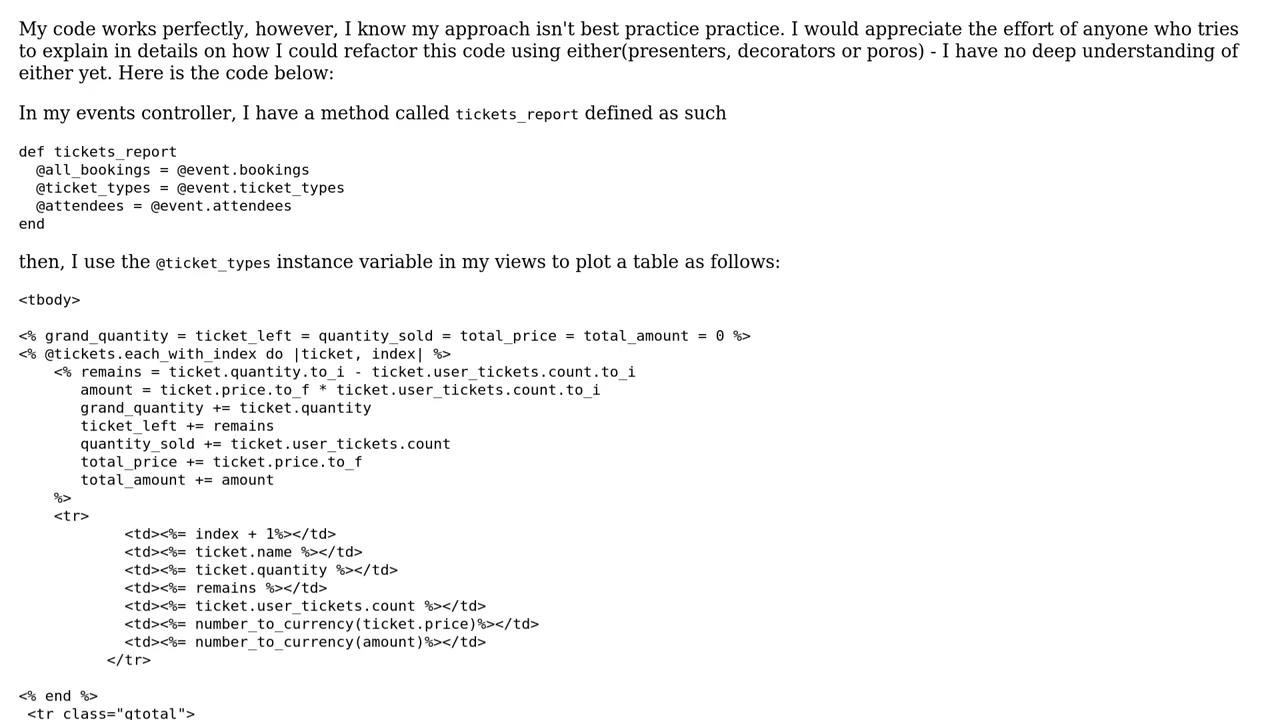 My code works perfectly, however, I know my approach isn't best practice practice. I would appreciate the effort of anyone who tries
to explain in details on how I could refactor this code using either(presenters, decorators or poros) - I have no deep understanding of
either yet. Here is the code below:
In my events controller, I have a method called tickets_report defined as such
def tickets_report
  @all_bookings = @event.bookings
  @ticket_types = @event.ticket_types
  @attendees = @event.attendees
end
then, I use the @ticket_types instance variable in my views to plot a table as follows:
<tbody>
<% grand_quantity = ticket_left = quantity_sold = total_price = total_amount = 0 %>
<% @tickets.each_with_index do |ticket, index| %>
    <% remains = ticket.quantity.to_i - ticket.user_tickets.count.to_i
       amount = ticket.price.to_f * ticket.user_tickets.count.to_i
       grand_quantity += ticket.quantity
       ticket_left += remains
       quantity_sold += ticket.user_tickets.count
       total_price += ticket.price.to_f
       total_amount += amount
    %>
    <tr>
            <td><%= index + 1%></td>
            <td><%= ticket.name %></td>
            <td><%= ticket.quantity %></td>
            <td><%= remains %></td>
            <td><%= ticket.user_tickets.count %></td>
            <td><%= number_to_currency(ticket.price)%></td>
            <td><%= number_to_currency(amount)%></td>
          </tr>
<% end %>
 <tr class="gtotal">